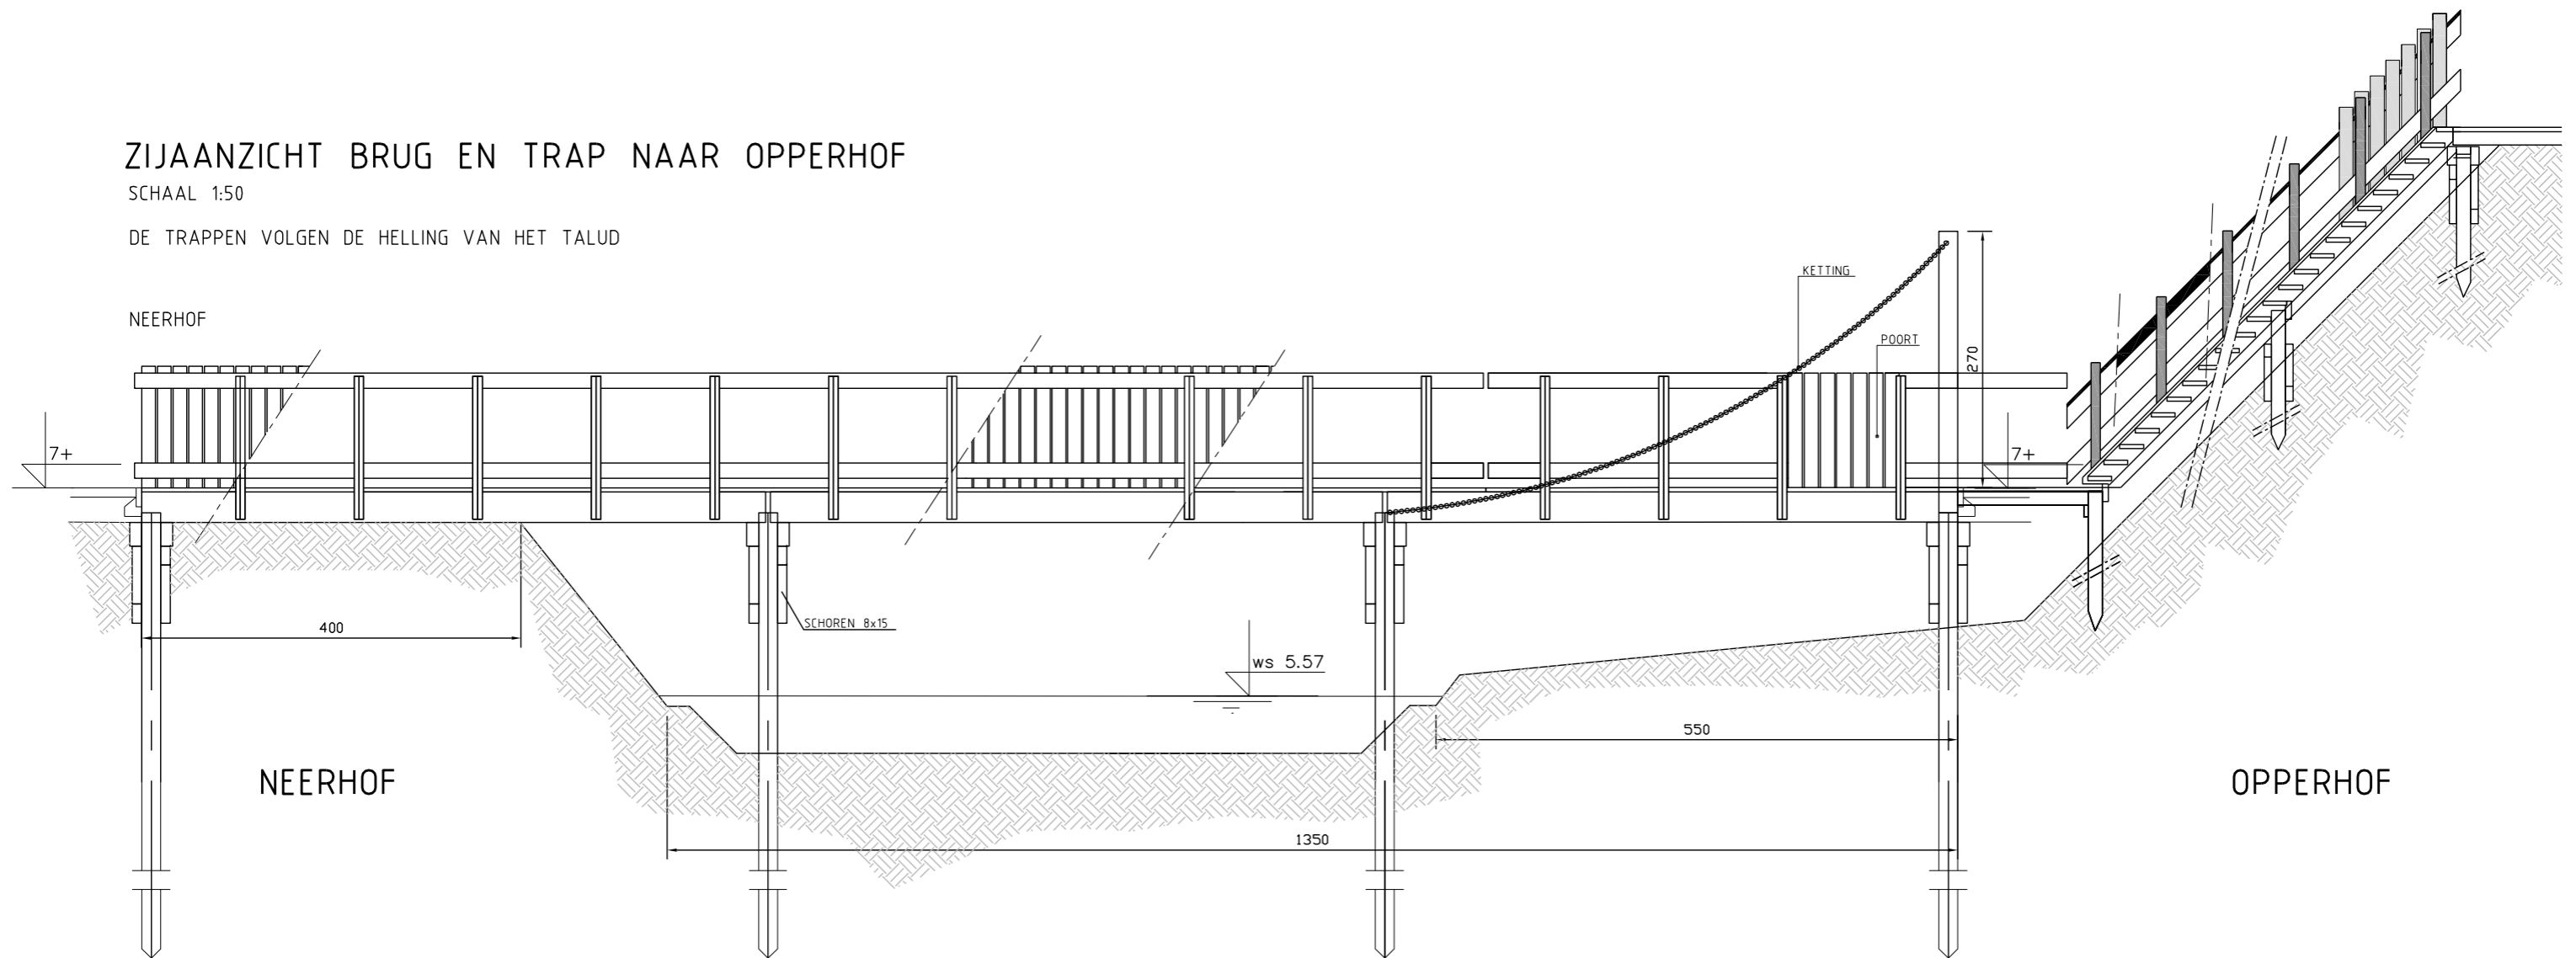 ZIJAANZICHT BRUG EN TRAP NAAR OPPERHOF
SCHAAL 1:50
DE TRAPPEN VOLGEN DE HELLING VAN HET TALUD
NEERHOF
KETTING
POORT
270
7+
7+
SCHOREN 8x15
400
ws 5.57
550
NEERHOF
OPPERHOF
1350